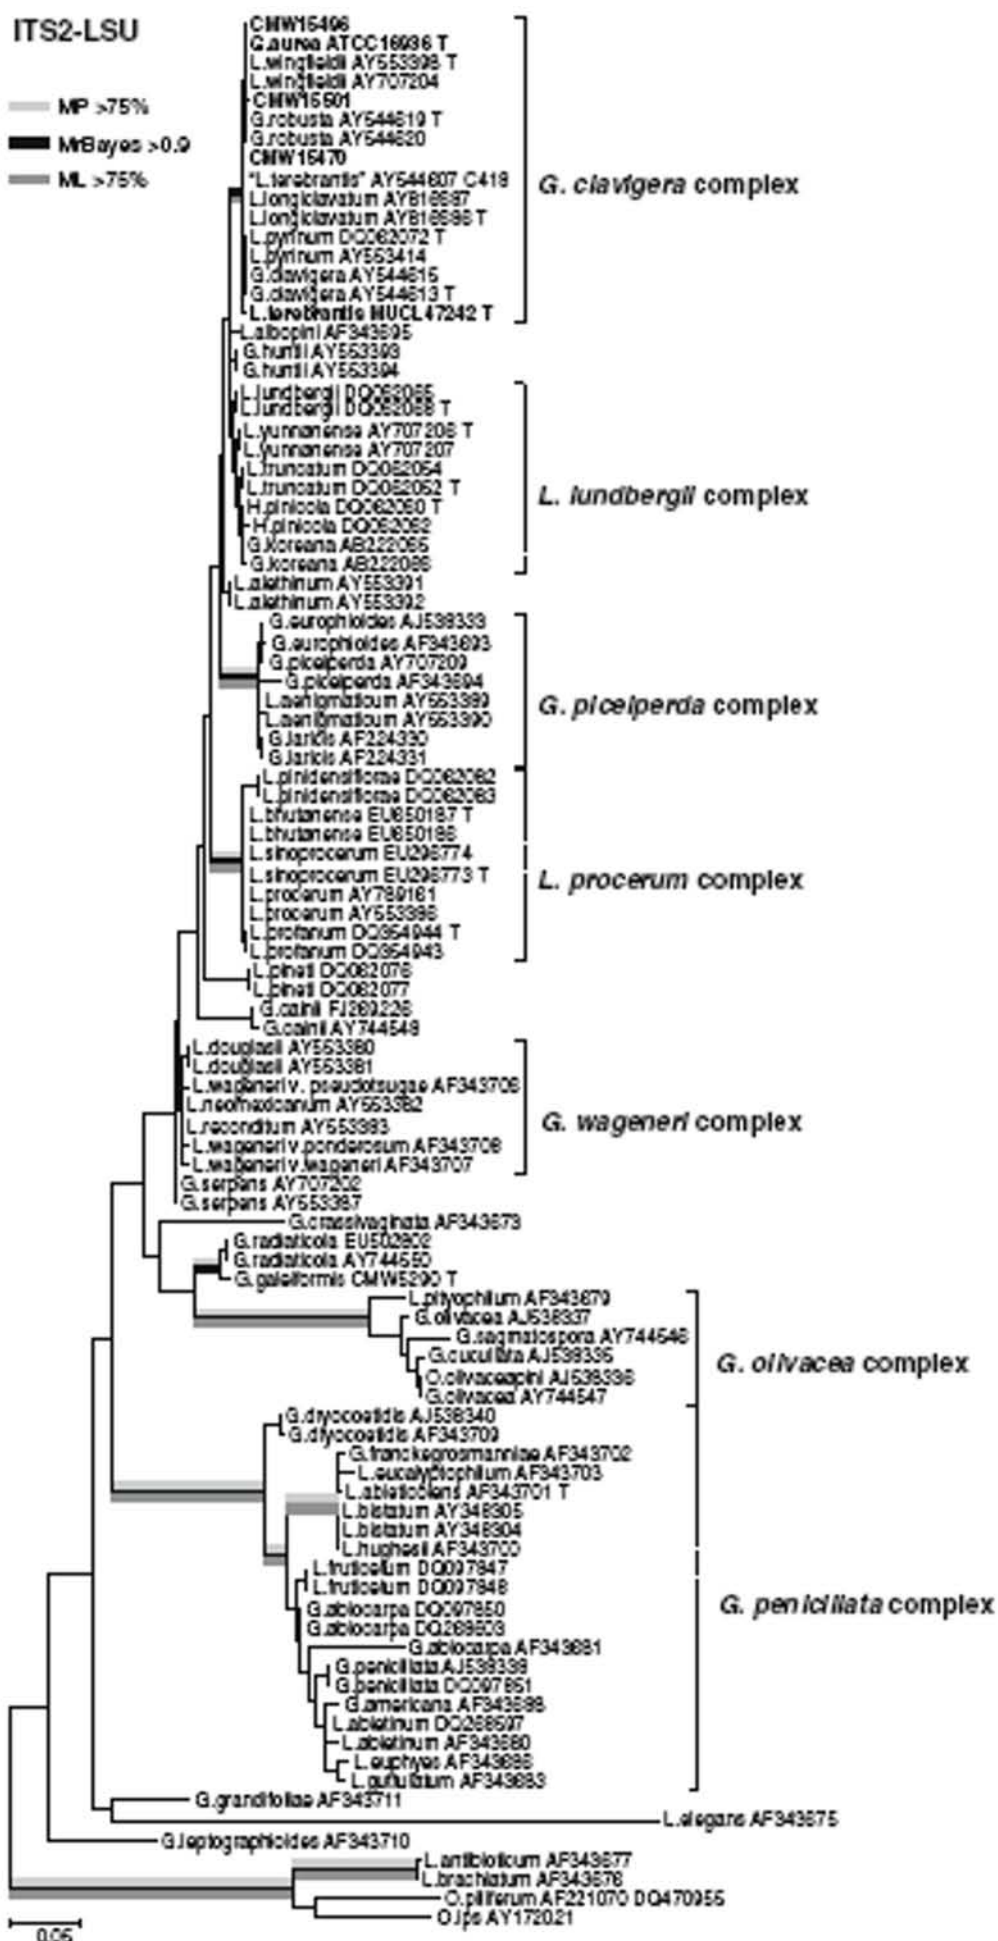 ITS2-LSU
MP >75%
MrBayes >0.9
ML >75%
CMW15496
G.aurea ATCC16936 T
L.wingfieldii AY553398 T
L.wingfieldii AY707204
CMW15501
G.robusta AY544619 T
G.robusta AY544620
CMW15470
"L.terebrantis" AY544607 C418
L.longiclavatum AY816687
L.longiclavatum AY816686 T
L.pyrinum DQ062072 T
L.pyrinum AY553414
G.clavigera AY544615
G.clavigera AY544613 T
L.terebrantis MUCL47242 T
G. clavigera complex
L.albopini AF343695
G.huntii AY553393
G.huntii AY553394
L.lundbergii DQ062065
L.lundbergii DQ062068 T
L.yunnanense AY707206 T
L.yunnanense AY707207
L.truncatum DQ062054
L.truncatum DQ062052 T
H.pinicola DQ062060 T
H.pinicola DQ062062
G.koreana AB222065
G.koreana AB222066
L. lundbergii complex
L.alethinum AY553391
L.alethinum AY553392
G.europhioides AJ538333
G.europhioides AF343693
G.piceiperda AY707209
G.piceiperda AF343694
L.aenigmaticum AY553389
L.aenigmaticum AY553390
G.laricis AF224330
G.laricis AF224331
G. piceiperda complex
L.pinidensiflorae DQ062082
L.pinidensiflorae DQ062083
L.bhutanense EU650187 T
L.bhutanense EU650186
L.sinoprocerum EU296774
L.sinoprocerum EU296773 T
L.procerum AY789161
L.procerum AY553386
L.profanum DQ354944 T
L.profanum DQ354943
L. procerum complex
L.pineti DQ062076
L.pineti DQ062077
G.cainii FJ269226
G.cainii AY744549
L.douglasii AY553380
L.douglasii AY553381
L.wageneri v. pseudotsugae AF343706
L.neomexicanum AY553382
L.reconditum AY553383
L.wageneri v.ponderosum AF343708
L.wageneri v.wageneri AF343707
G. wageneri complex
G.serpens AY707202
G.serpens AY553387
G.crassivaginata AF343673
G.radiaticola EU502802
G.radiaticola AY744550
G.galeiformis CMW5290 T
L.pityophilum AF343679
G.olivacea AJ538337
G.sagmatospora AY744546
G.cucullata AJ538335
O.olivaceapini AJ538336
G.olivacea AY744547
G. olivacea complex
G.dryocoetidis AJ538340
G.dryocoetidis AF343709
G.franckegrosmanniae AF343702
L.eucalyptophilum AF343703
L.abieticolens AF343701 T
L.bistatum AY348305
L.bistatum AY348304
L.hughesii AF343700
L.fruticetum DQ097847
L.fruticetum DQ097848
G.abiocarpa DQ097850
G.abiocarpa DQ268603
G.abiocarpa AF343681
G.penicillata AJ538338
G.penicillata DQ097851
G.americana AF343688
L.abietinum DQ268597
L.abietinum AF343680
L.euphyes AF343686
L.guttulatum AF343683
G. penicillata complex
G.grandifoliae AF343711
L.elegans AF343675
G.leptographioides AF343710
L.antibioticum AF343677
L.brachiatum AF343676
O.piliferum AF221070 DQ470955
O.ips AY172021
0.05